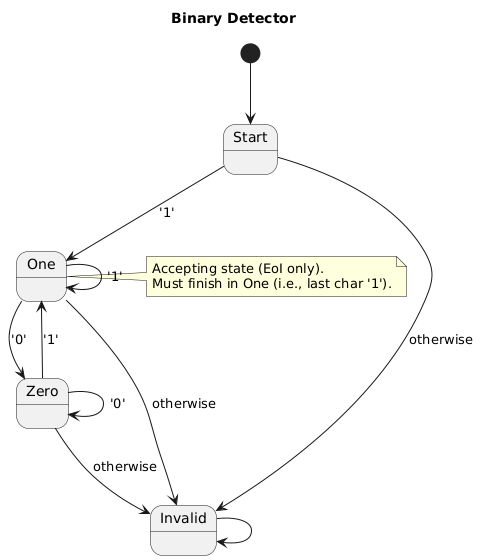 Binary Detector
Start
'1'
One
'1'
Accepting state (EoI only).
Must finish in One (i.e., last char '1').
'0'
'1'
otherwise
Zero
'0'
otherwise
otherwise
Invalid